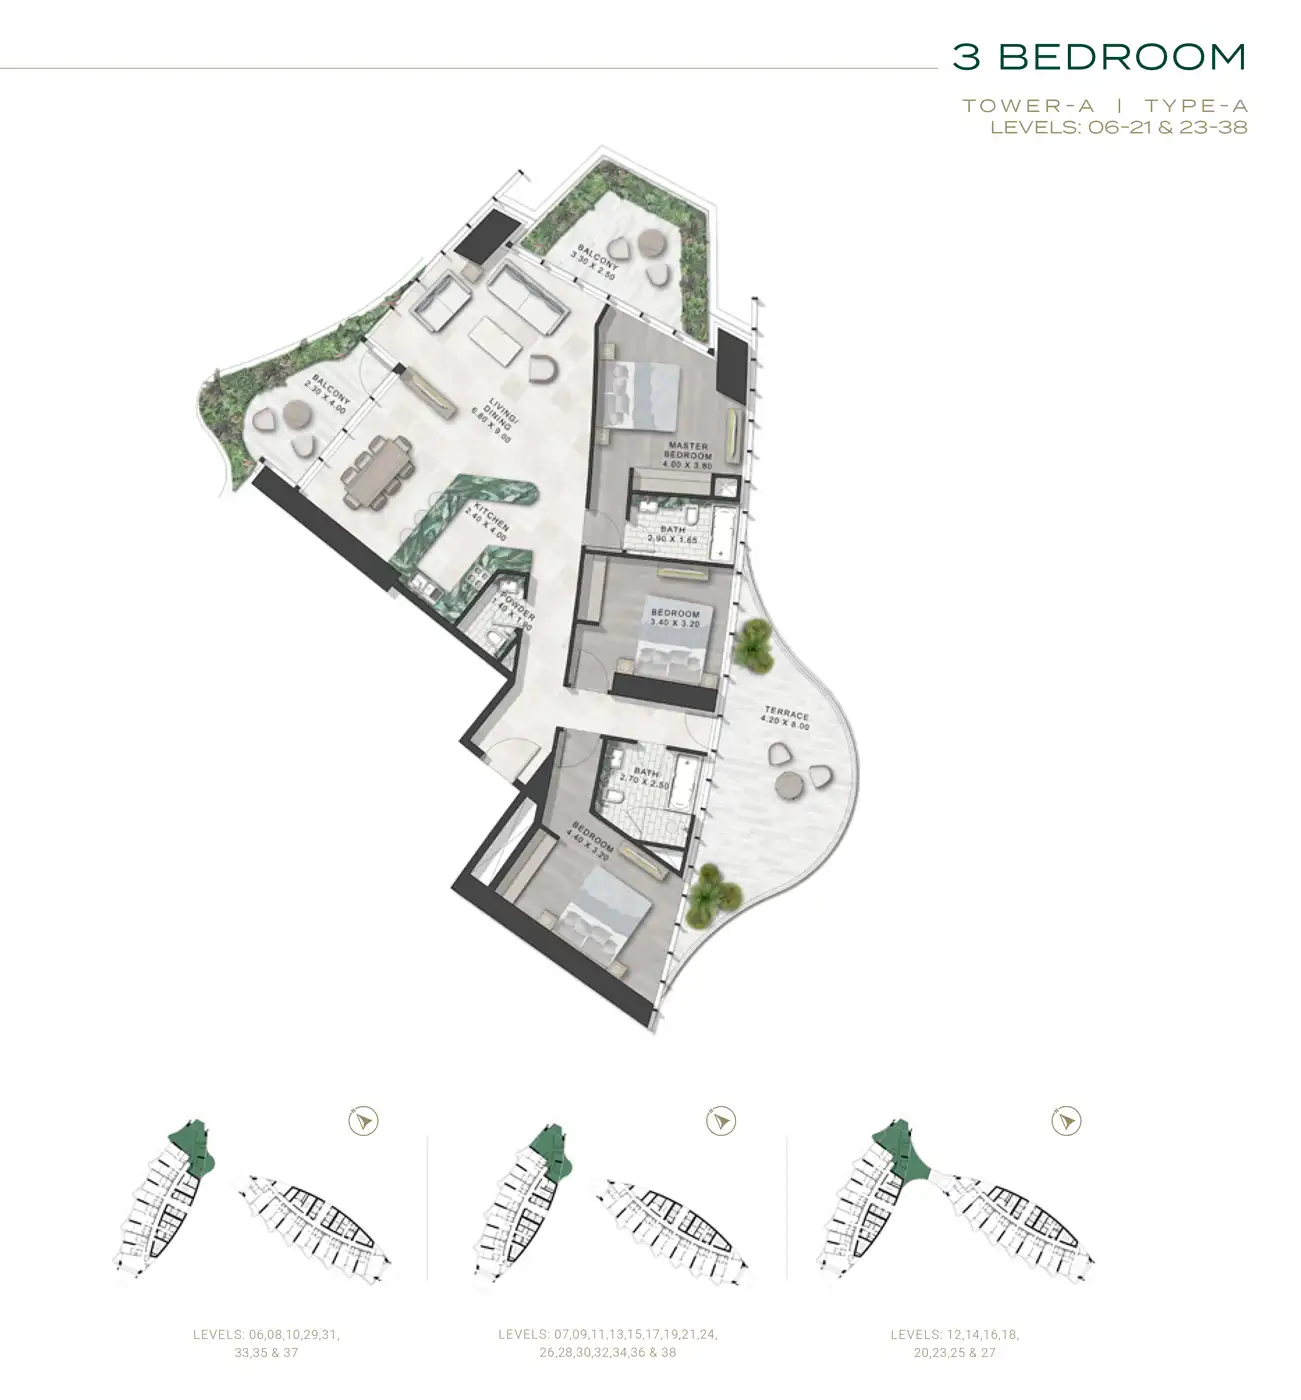 3 BEDROOM
TOWER-A | TYPE-A
LEVELS: 06-21 & 23-38
BALCONY
3.30 X 2.50
BALCONY
2.30 X 4.00
LIVING/
DINING
6.80 X 9.00
MASTER
BEDROOM
4.00 X 3.80
KITCHEN
2.40 X 4.00
BATH
2.90 X 1.65
POWDER
1.40 X 1.90
BEDROOM
3.40 X 3.20
TERRACE
4.20 X 8.00
BATH
2.70 X 2.50
BEDROOM
4.40 X 3.20
LEVELS: 06,08,10,29,31,
33,35 & 37
LEVELS: 07,09,11,13,15,17,19,21,24,
26,28,30,32,34,36 & 38
LEVELS: 12,14,16,18,
20,23,25 & 27